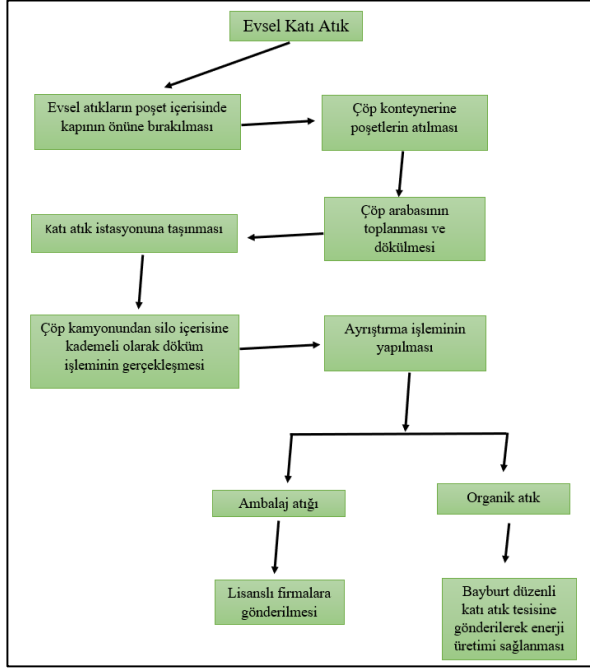 Evsel Katı Atık
Evsel atıkların poşet içerisinde
kapının önüne bırakılması
Çöp konteynerine
poşetlerin atılması
Çöp arabasının
toplanması ve
dökülmesi
Katı atık istasyonuna taşınması
Çöp kamyonundan silo içerisine
kademeli olarak döküm
işleminin gerçekleşmesi
Ayrıştırma işleminin
yapılması
Ambalaj atığı
Organik atık
Lisanslı firmalara
gönderilmesi
Bayburt düzenli
katı atık tesisine
gönderilerek enerji
üretimi sağlanması